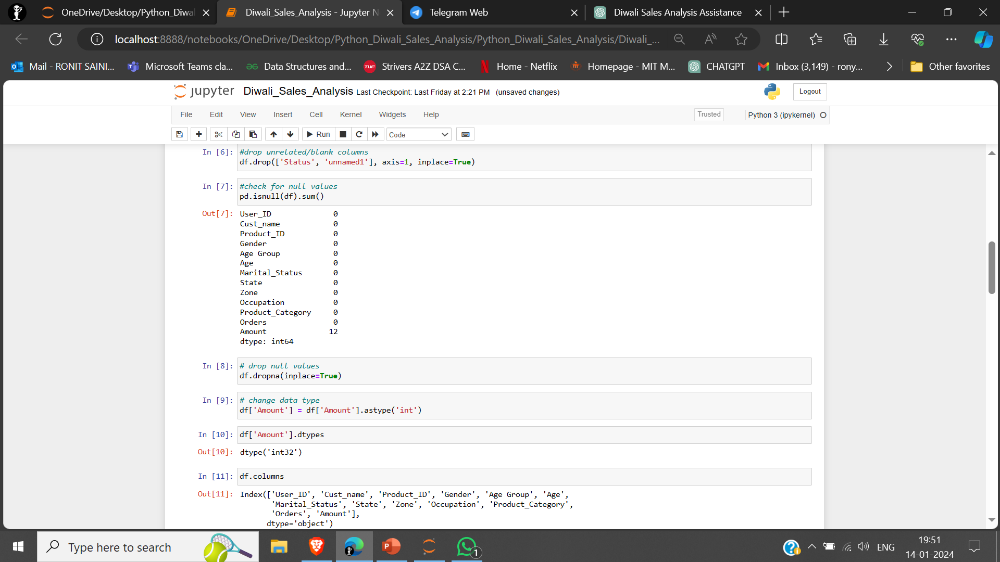 OneDrive/Desktop/Python_Diwal
Diwali_Sales_Analysis - Jupyter N
Telegram Web
Diwali Sales Analysis Assistance
localhost:8888/notebooks/OneDrive/Desktop/Python_Diwali_Sales_Analysis/Python_Diwali_Sales_Analysis/Diwali_...
Mail - RONIT SAINI...
Microsoft Teams cla...
Data Structures and...
TUF
Strivers A2Z DSA C...
Home - Netflix
Homepage - MIT M...
CHATGPT
Inbox (3,149) - rony...
Other favorites
jupyter Diwali_Sales_Analysis Last Checkpoint: Last Friday at 2:21 PM (unsaved changes)
Logout
File Edit View Insert Cell Kernel Widgets Help
Trusted
Python 3 (ipykernel)
Run
Code
In [6]: #drop unrelated/blank columns
df.drop(['Status', 'unnamed1'], axis=1, inplace=True)
In [7]: #check for null values
pd.isnull(df).sum()
Out[7]: User_ID 0
Cust_name 0
Product_ID 0
Gender 0
Age Group 0
Age 0
Marital_Status 0
State 0
Zone 0
Occupation 0
Product_Category 0
Orders 0
Amount 12
dtype: int64
In [8]: # drop null values
df.dropna(inplace=True)
In [9]: # change data type
df['Amount'] = df['Amount'].astype('int')
In [10]: df['Amount'].dtypes
Out[10]: dtype('int32')
In [11]: df.columns
Out[11]: Index(['User_ID', 'Cust_name', 'Product_ID', 'Gender', 'Age Group', 'Age',
'Marital_Status', 'State', 'Zone', 'Occupation', 'Product_Category',
'Orders', 'Amount'],
dtype='object')
Type here to search
1
ENG
19:51
14-01-2024